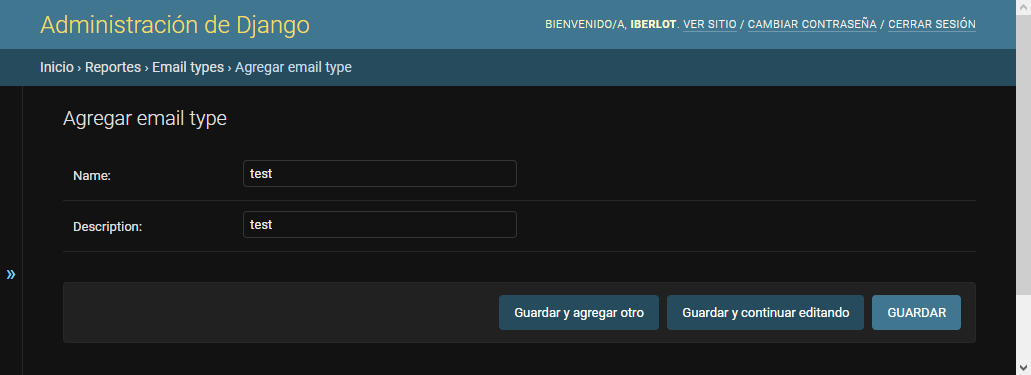 Administración de Django
BIENVENIDO/A, IBERLOT. VER SITIO / CAMBIAR CONTRASEÑA / CERRAR SESIÓN
Inicio › Reportes › Email types › Agregar email type
Agregar email type
Name: test
Description: test
»
Guardar y agregar otro Guardar y continuar editando GUARDAR